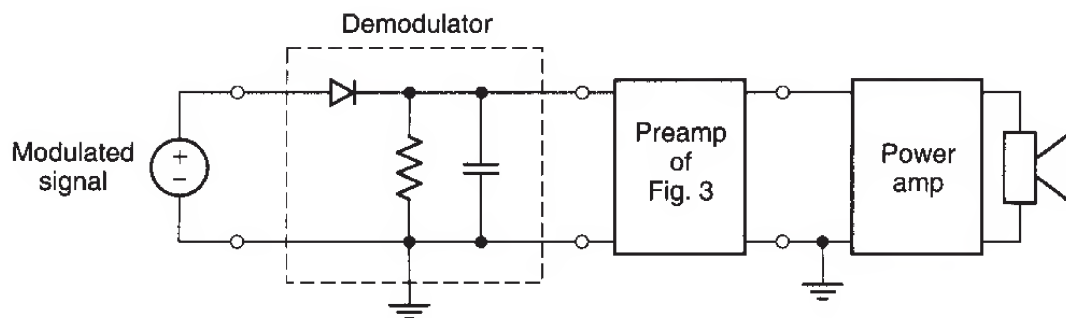 Demodulator
Modulated
signal
+
−
Preamp
of
Fig. 3
Power
amp